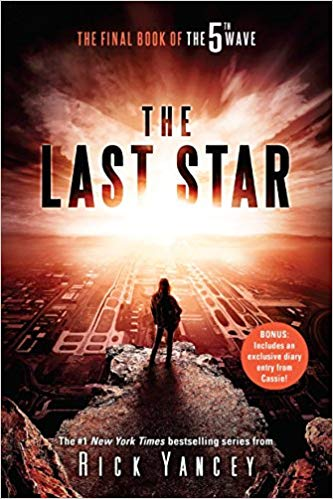 THE FINAL BOOK OF THE 5TH WAVE
THE
LAST STAR
BONUS:
Includes an
exclusive diary
entry from
Cassie!
The #1 New York Times bestselling series from
RICK YANCEY